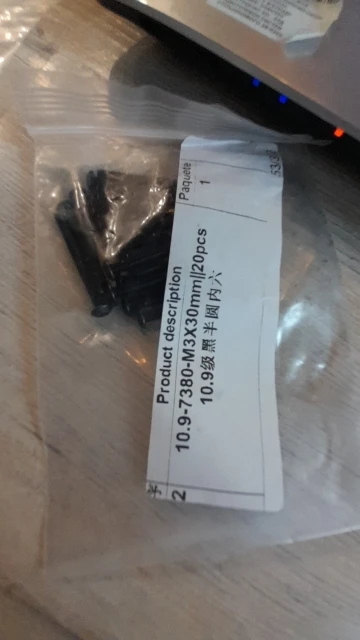 Product description
Paquete
10.9-7380-M3X30mm||20pcs
1
10.9级黑半圆内六
2